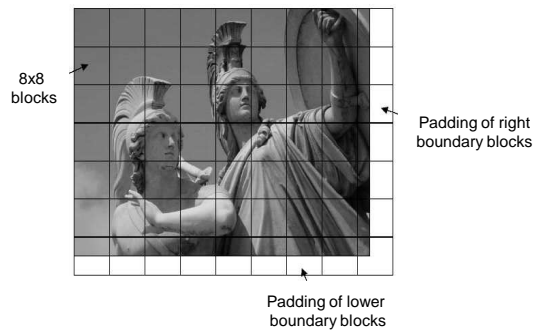 8x8
blocks
Padding of right
boundary blocks
Padding of lower
boundary blocks